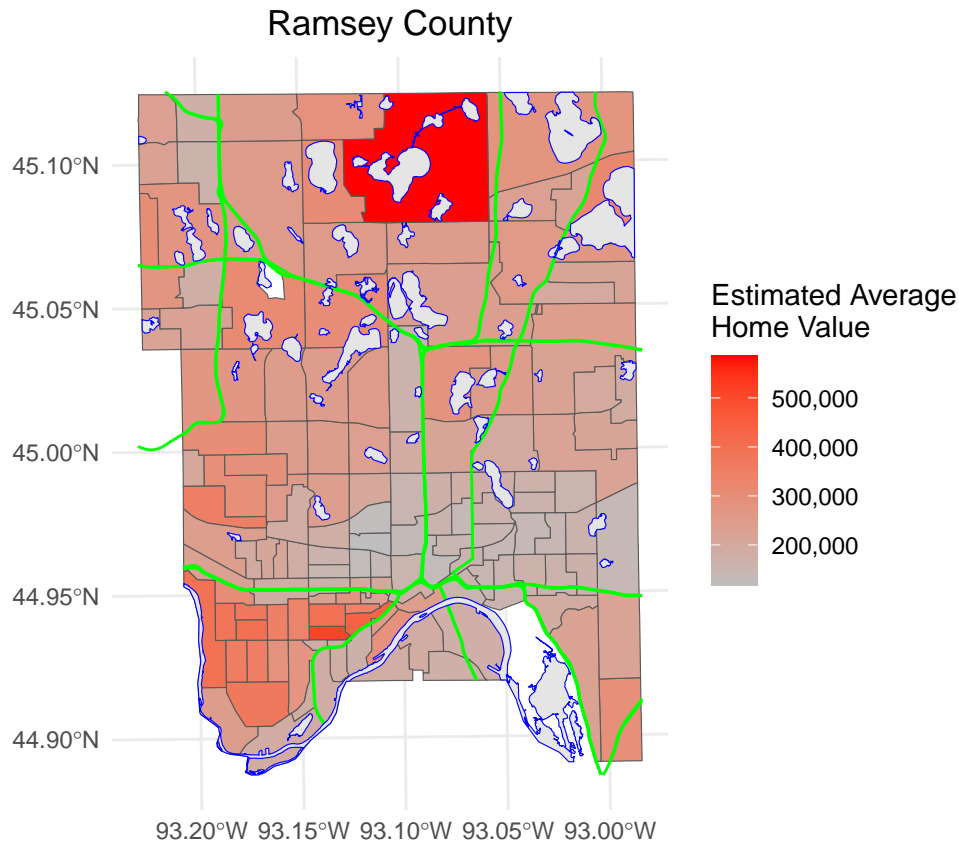 Ramsey County
45.10°N
45.05°N
45.00°N
44.95°N
44.90°N
93.20°W 93.15°W 93.10°W 93.05°W 93.00°W
Estimated Average
Home Value
500,000
400,000
300,000
200,000